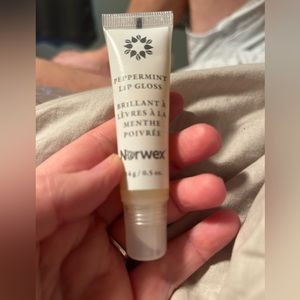 PEPPERMINT
LIP GLOSS
BRILLANT À
LÈVRES À LA
MENTHE
POIVRÉE
Norwex
14 g / 0.5 oz.